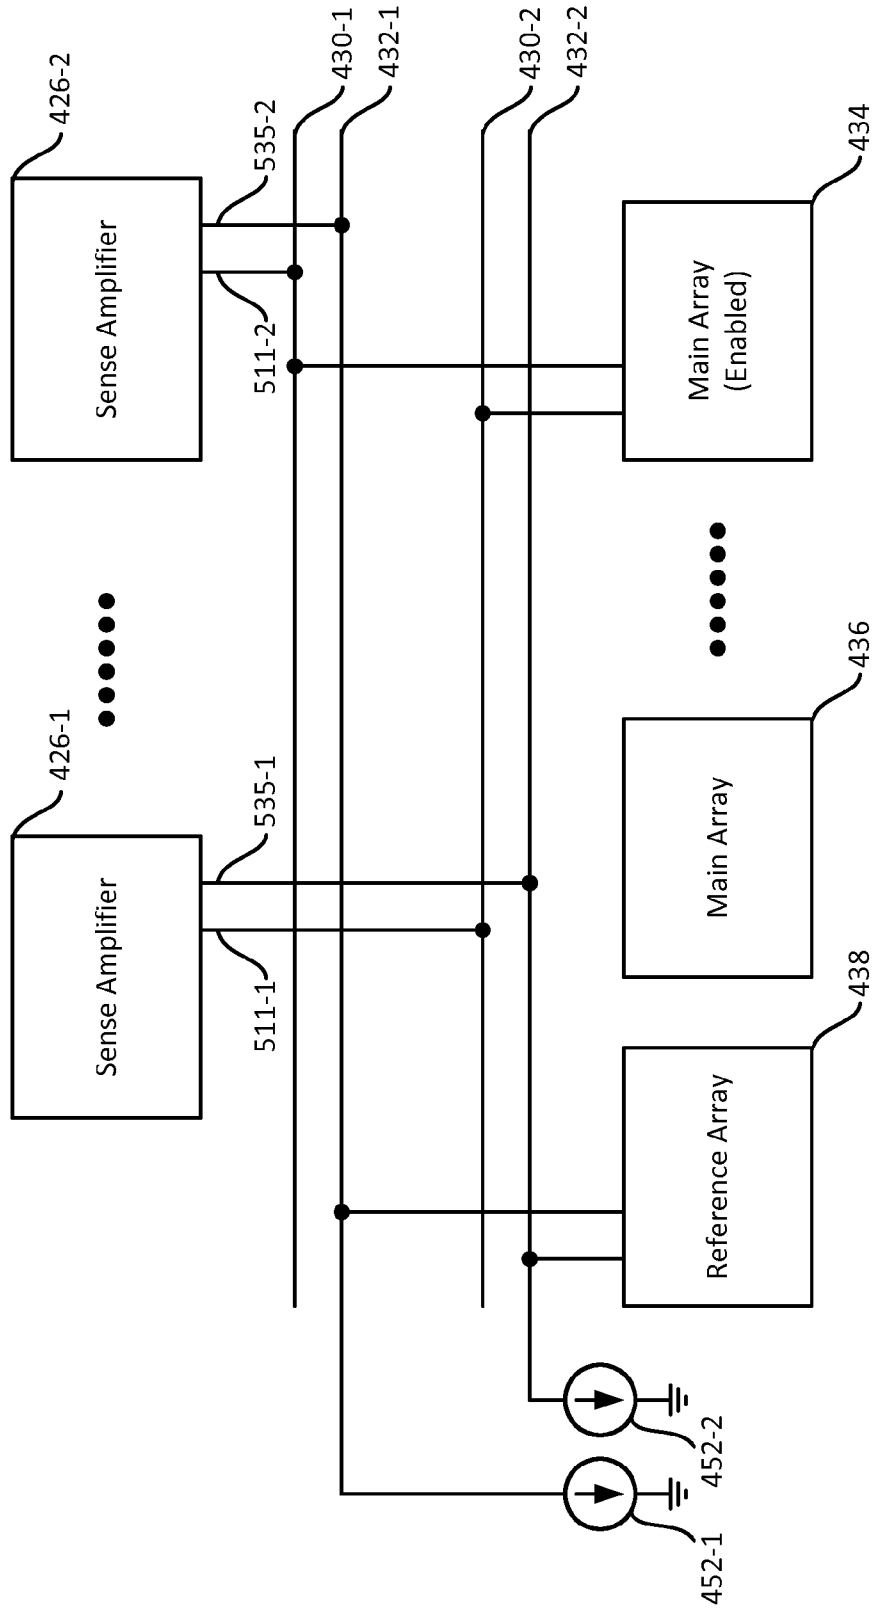 426-1
Sense Amplifier
426-2
Sense Amplifier
511-1
535-1
511-2
535-2
430-1
432-1
430-2
432-2
Reference Array
438
Main Array
436
Main Array
(Enabled)
434
452-1
452-2